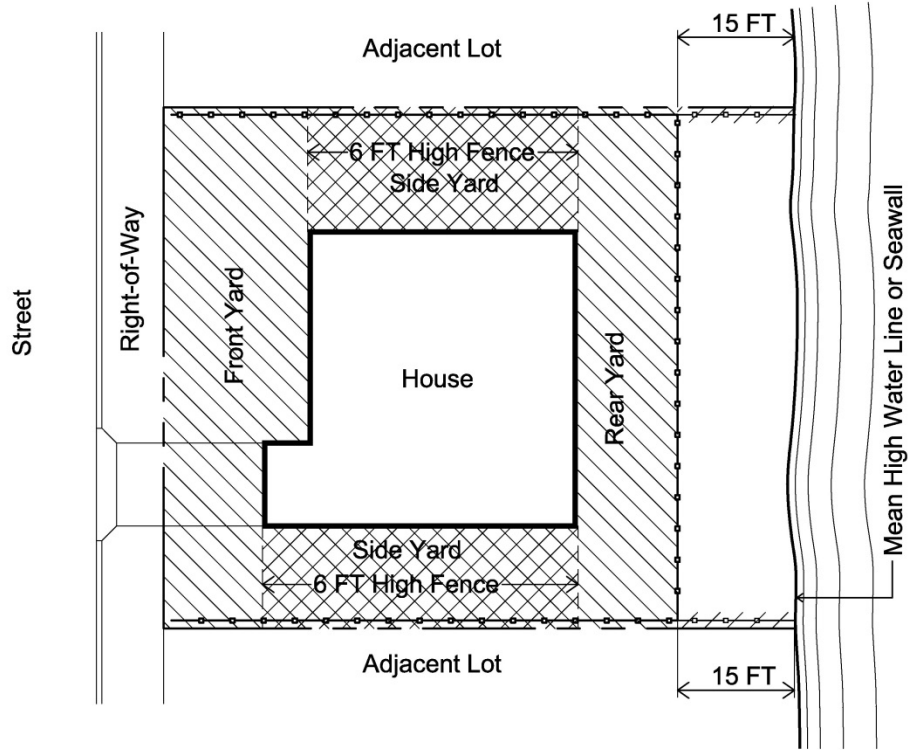 15 FT
Adjacent Lot
6 FT High Fence
Side Yard
Street
Right-of-Way
Front Yard
House
Rear Yard
Mean High Water Line or Seawall
Side Yard
6 FT High Fence
Adjacent Lot
15 FT